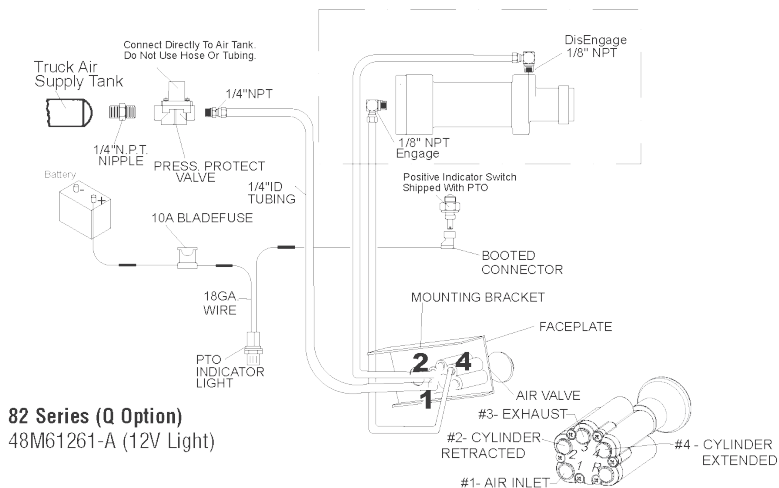 Connect Directly To Air Tank.
Do Not Use Hose Or Tubing.
DisEngage
1/8" NPT
Truck Air
Supply Tank
1/4"NPT
1/8" NPT
Engage
1/4"N.P.T.
NIPPLE
PRESS. PROTECT
VALVE
1/4"ID
TUBING
Battery
Positive Indicator Switch
Shipped With PTO
10A BLADEFUSE
BOOTED
CONNECTOR
18GA
WIRE
MOUNTING BRACKET
FACEPLATE
PTO
INDICATOR
LIGHT
2 4
1
AIR VALVE
#3- EXHAUST
82 Series (Q Option)
48M61261-A (12V Light)
#2- CYLINDER
RETRACTED
#4 - CYLINDER
EXTENDED
#1- AIR INLET
3
2
1